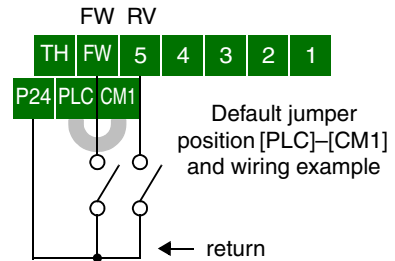 FW RV
TH FW 5 4 3 2 1
P24 PLC CM1
Default jumper
position [PLC]–[CM1]
and wiring example
return